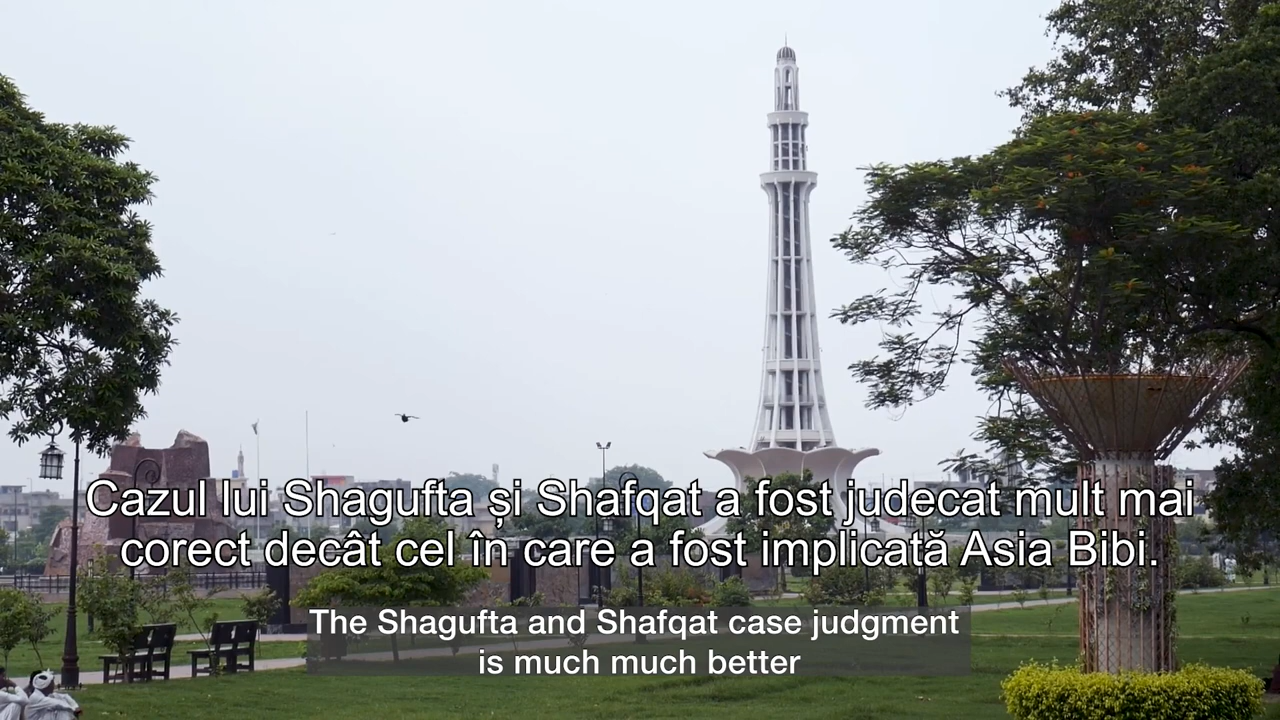 Cazul lui Shagufta și Shafqat a fost judecat mult mai
corect decât cel în care a fost implicată Asia Bibi.
The Shagufta and Shafqat case judgment
is much much better